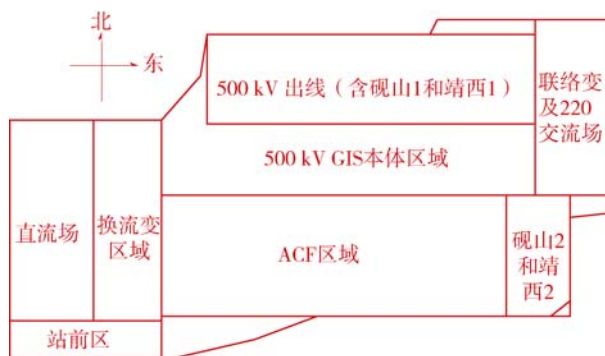 北
东
500 kV 出线（含砚山1和靖西1）
联络变
及220
交流场
500 kV GIS本体区域
直流场
换流变
区域
ACF区域
砚山2
和靖
西2
站前区